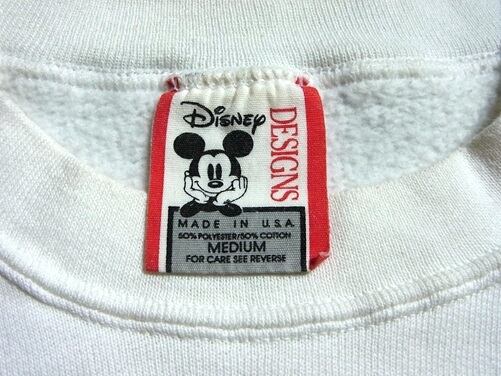 Disney
DESIGNS
MADE IN U.S.A.
50% POLYESTER/50% COTTON
MEDIUM
FOR CARE SEE REVERSE